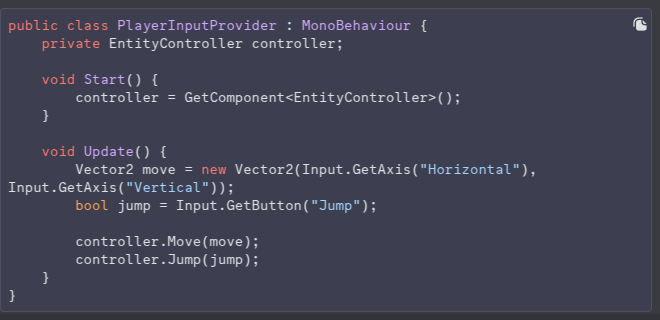 public class PlayerInputProvider : MonoBehaviour {
    private EntityController controller;

    void Start() {
        controller = GetComponent<EntityController>();
    }

    void Update() {
        Vector2 move = new Vector2(Input.GetAxis("Horizontal"),
Input.GetAxis("Vertical"));
        bool jump = Input.GetButton("Jump");

        controller.Move(move);
        controller.Jump(jump);
    }
}